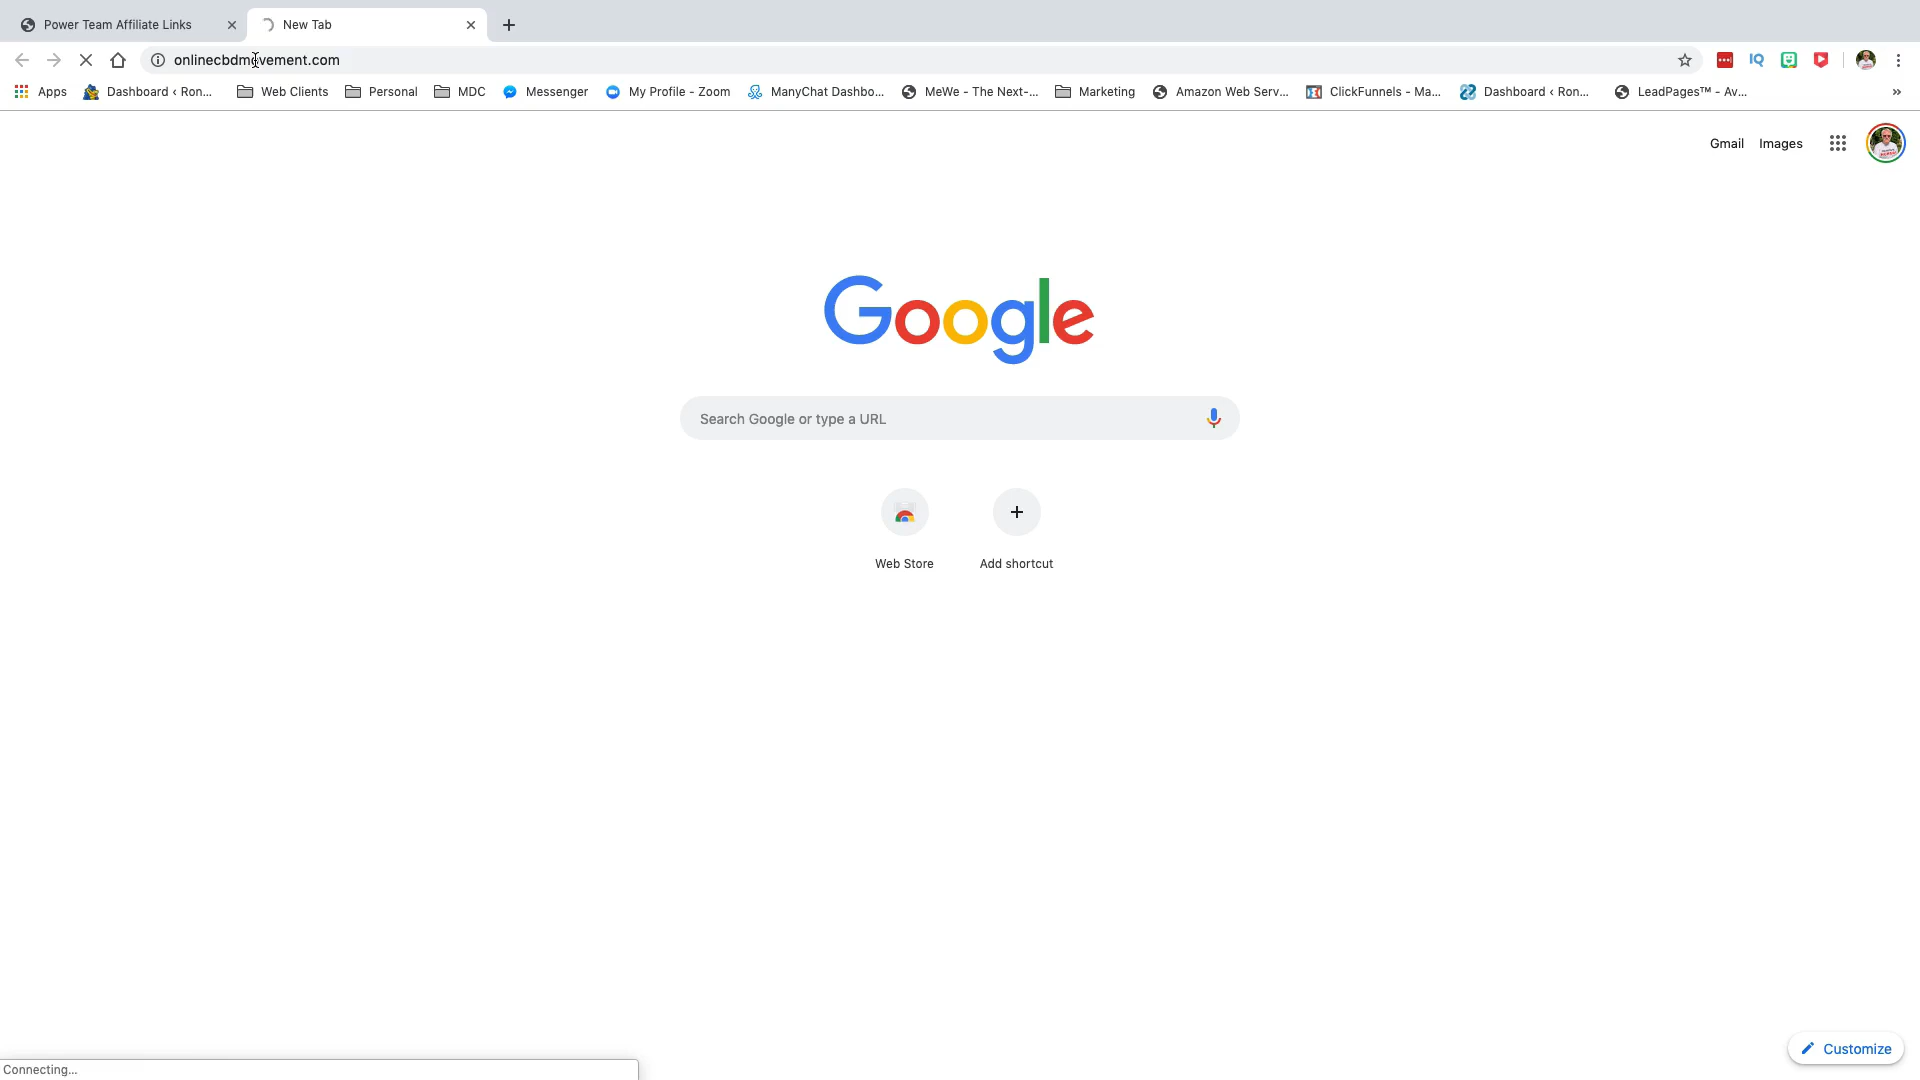 Power Team Affiliate Links
New Tab
onlinecbdmovement.com
Apps
Dashboard ‹ Ron...
Web Clients
Personal
MDC
Messenger
My Profile - Zoom
ManyChat Dashbo...
MeWe - The Next-...
Marketing
Amazon Web Serv...
ClickFunnels - Ma...
Dashboard ‹ Ron...
LeadPages™ - Av...
»
Gmail
Images
Google
Search Google or type a URL
Web Store
Add shortcut
Customize
Connecting...